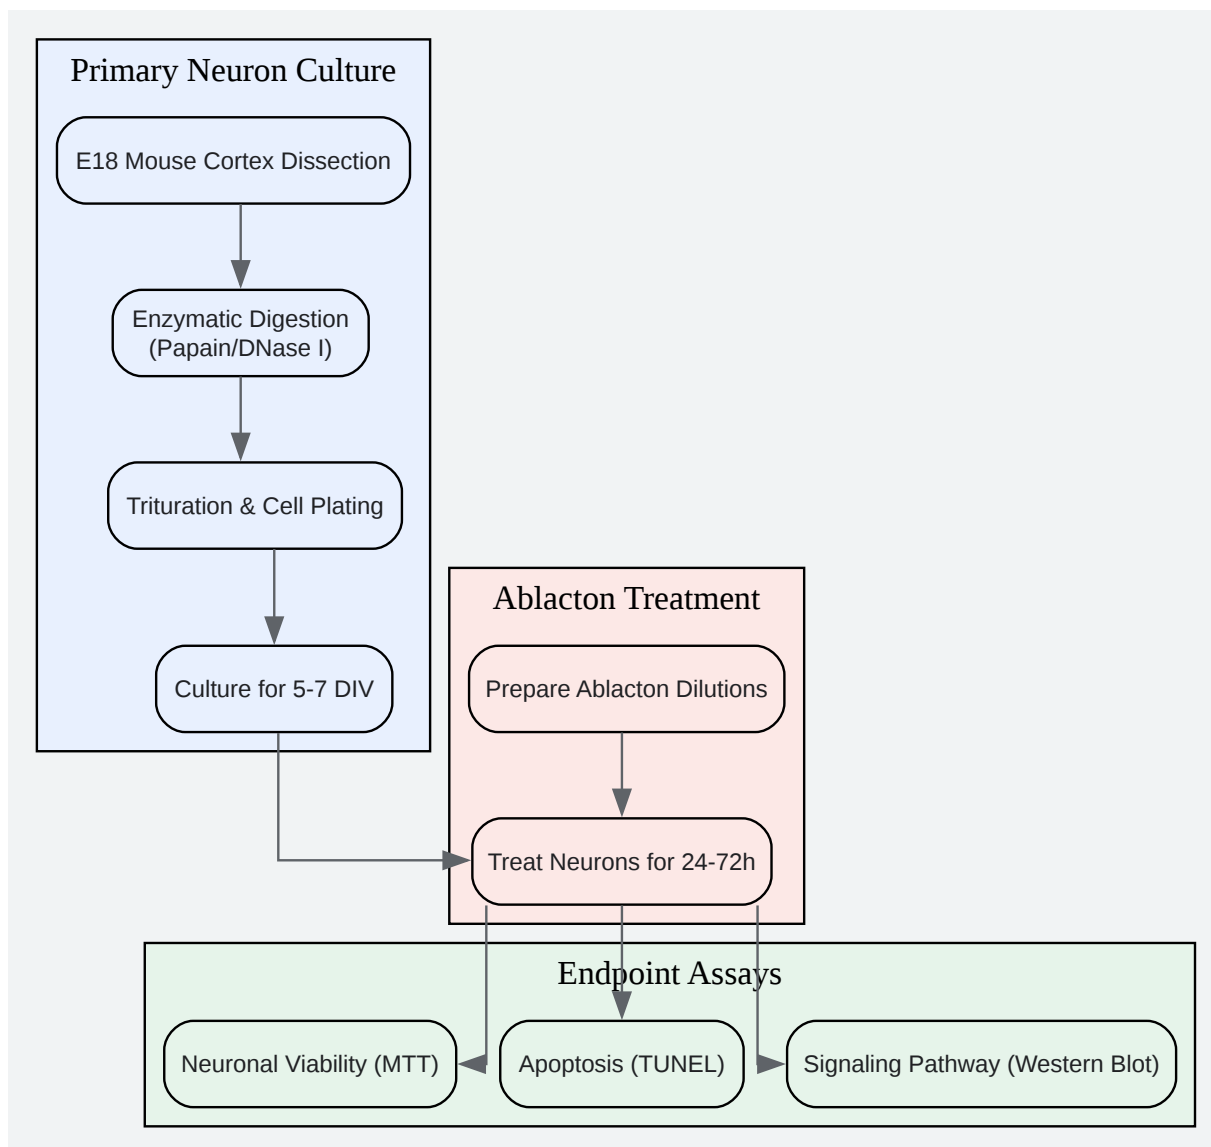 Primary Neuron Culture
E18 Mouse Cortex Dissection
Enzymatic Digestion
(Papain/DNase I)
Trituration & Cell Plating
Culture for 5-7 DIV
Ablacton Treatment
Prepare Ablacton Dilutions
Treat Neurons for 24-72h
Endpoint Assays
Neuronal Viability (MTT)
Apoptosis (TUNEL)
Signaling Pathway (Western Blot)